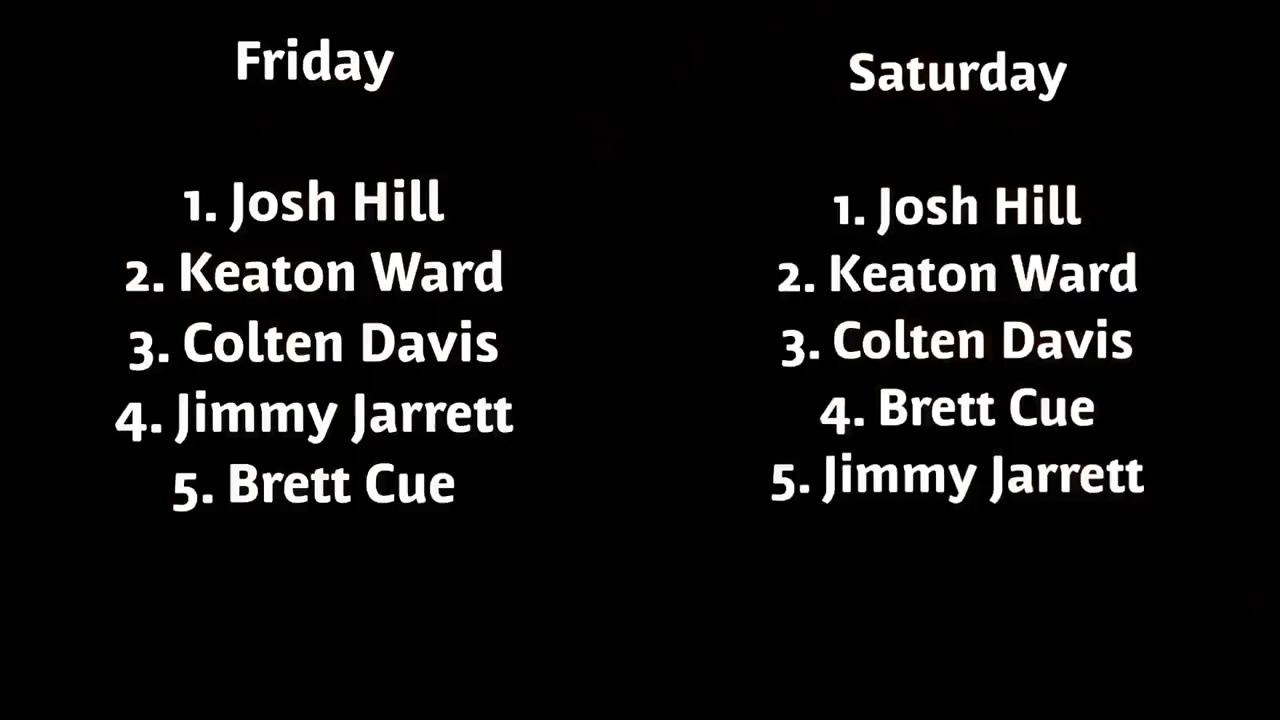 Friday
1. Josh Hill
2. Keaton Ward
3. Colten Davis
4. Jimmy Jarrett
5. Brett Cue
Saturday
1. Josh Hill
2. Keaton Ward
3. Colten Davis
4. Brett Cue
5. Jimmy Jarrett